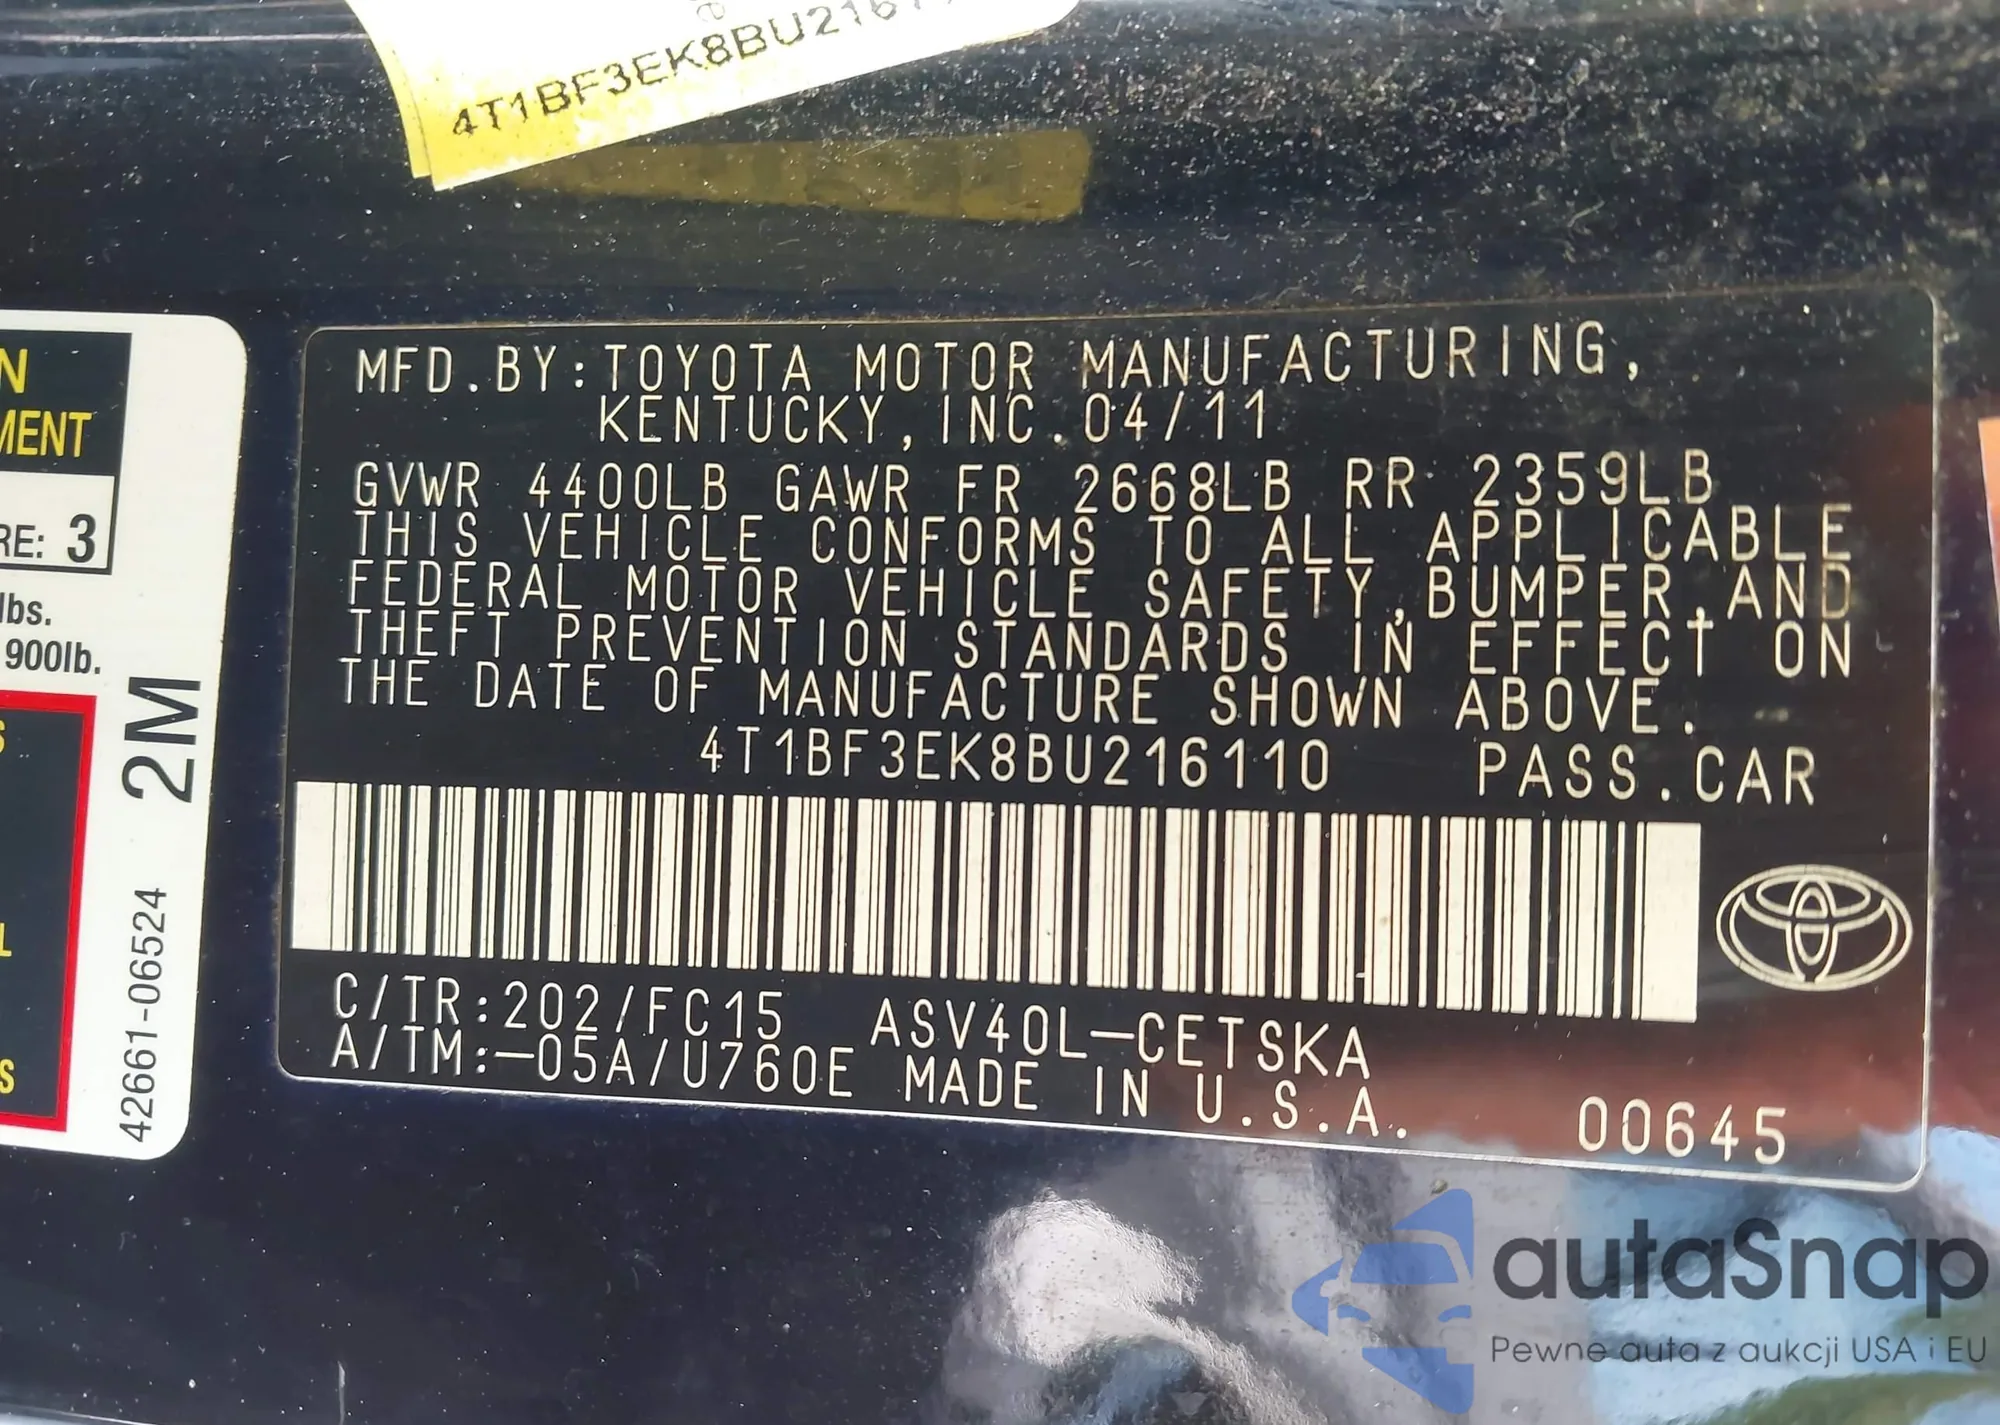 4T1BF3EK8BU21611
N
MENT
RE: 3
lbs.
900lb.
S
L
S
2M
42661-06524
MFD.BY:TOYOTA MOTOR MANUFACTURING,
KENTUCKY,INC.04/11
GVWR 4400LB GAWR FR 2668LB RR 2359LB
THIS VEHICLE CONFORMS TO ALL APPLICABLE
FEDERAL MOTOR VEHICLE SAFETY,BUMPER,AND
THEFT PREVENTION STANDARDS IN EFFECT ON
THE DATE OF MANUFACTURE SHOWN ABOVE.
4T1BF3EK8BU216110 PASS.CAR
C/TR:202/FC15 ASV40L-CETSKA
A/TM:-05A/U760E MADE IN U.S.A.
00645
autaSnap
Pewne auta z aukcji USA i EU